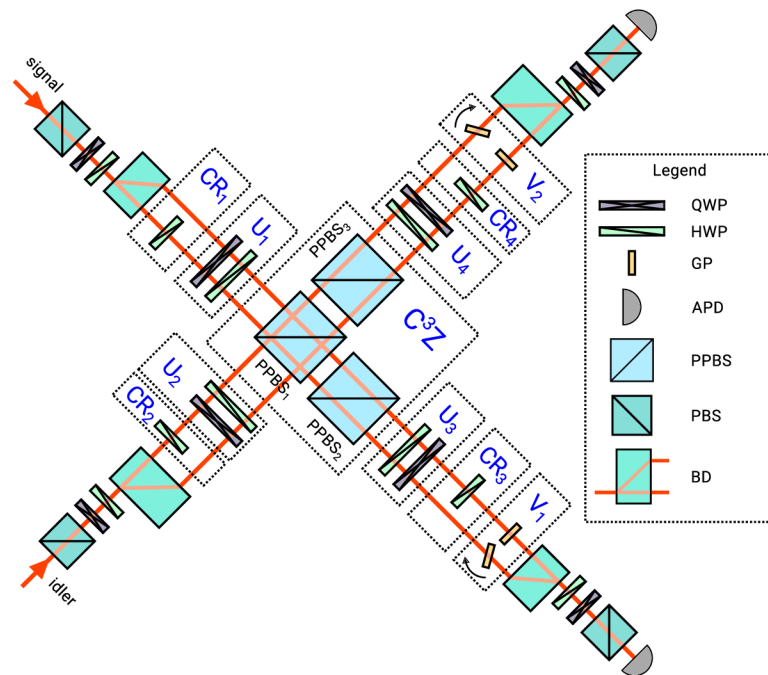 signal
CR1
U1
PPBS3
V2
CR4
U4
C³Z
PPBS1
U2
CR2
PPBS2
U3
CR3
V1
idler
Legend
QWP
HWP
GP
APD
PPBS
PBS
BD